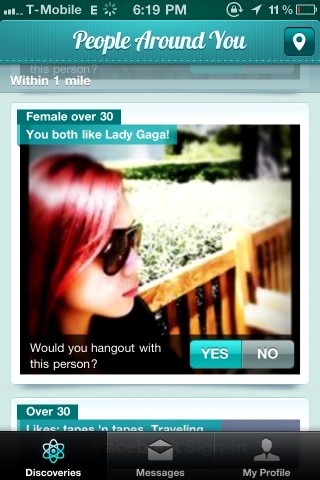 T-Mobile E 6:19 PM 11%
People Around You
this person?
Within 1 mile
Female over 30
You both like Lady Gaga!
Would you hangout with
this person?
YES NO
Over 30
Likes: tapes 'n tapes, Traveling,
Discoveries Messages My Profile